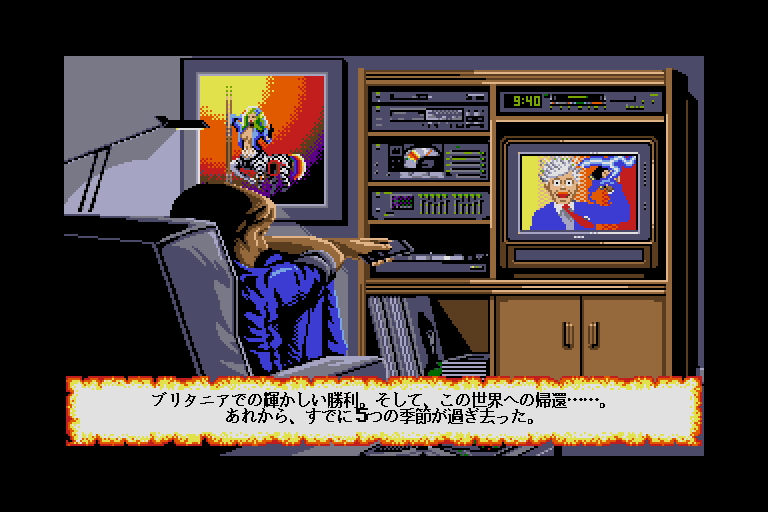 9:40
ブリタニアでの輝かしい勝利。そして、この世界への帰還……。
あれから、すでに5つの季節が過ぎ去った。